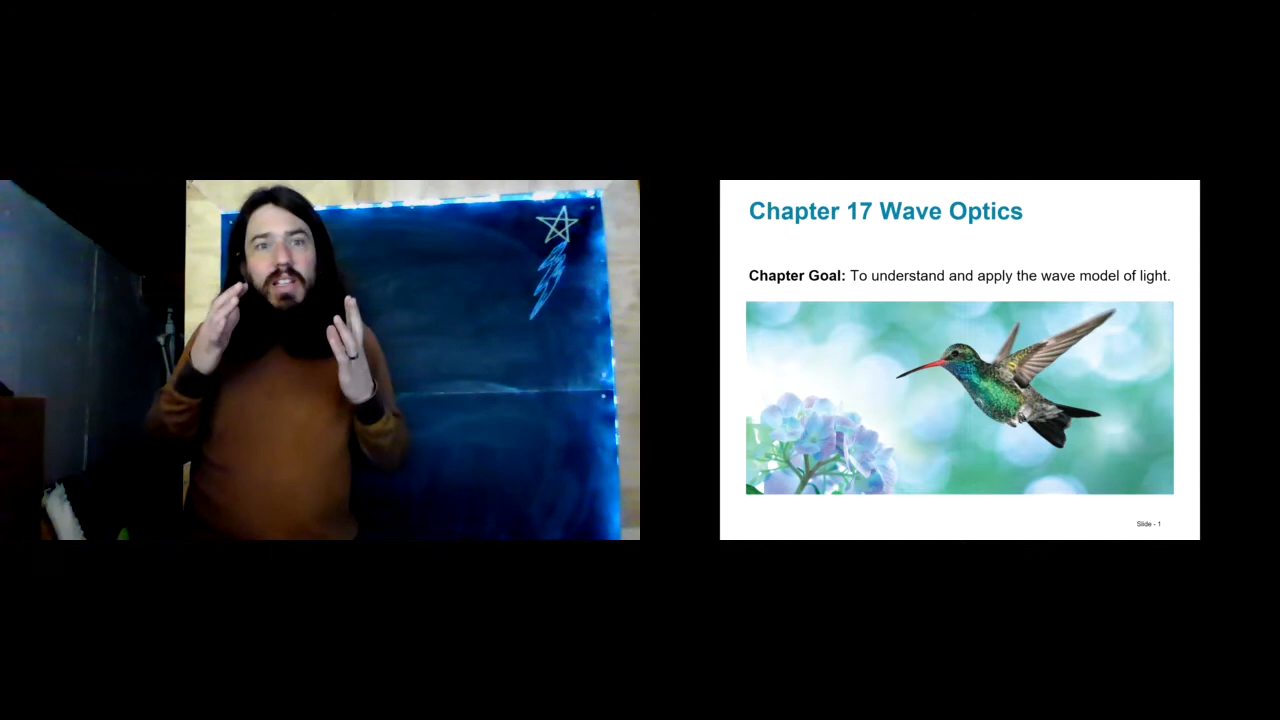 Chapter 17 Wave Optics
Chapter Goal: To understand and apply the wave model of light.
Slide - 1